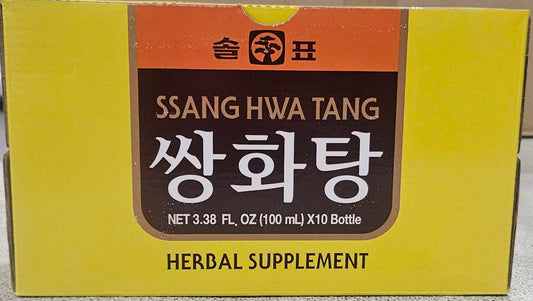 솔 표
SSANG HWA TANG
쌍화탕
NET 3.38 FL. OZ (100 mL) X10 Bottle
HERBAL SUPPLEMENT